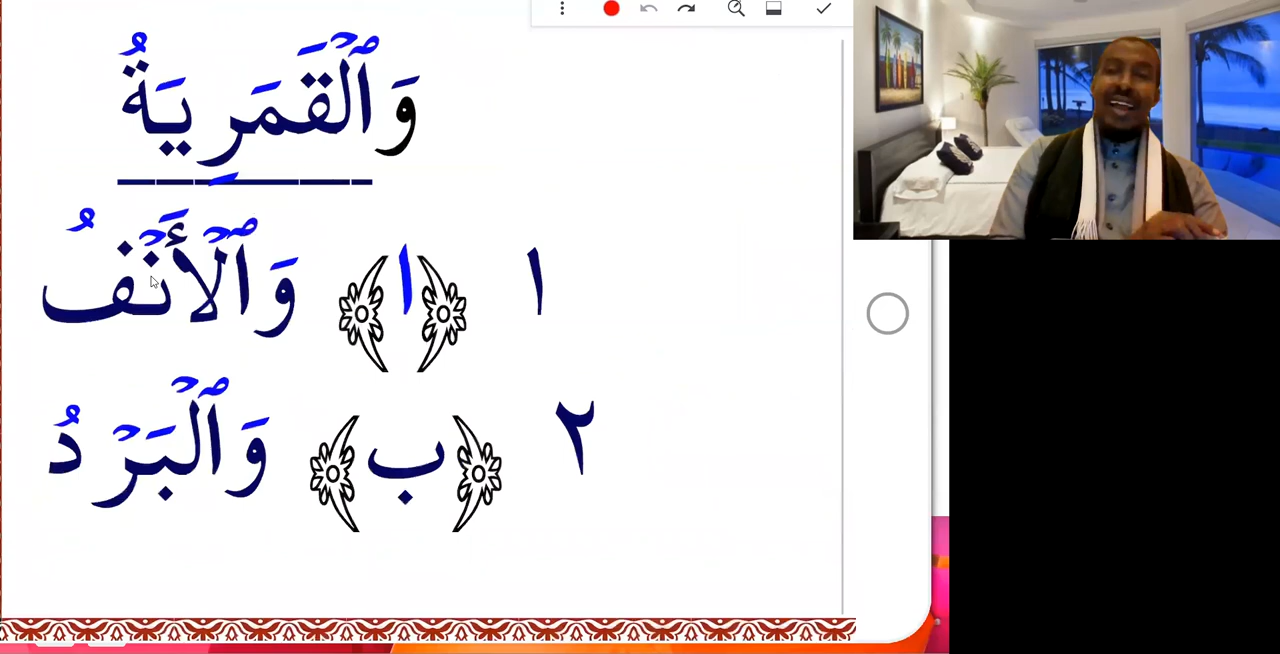 وَٱلْقَمَرِيَةُ
١ ﴿ا﴾ وَٱلْأَنْفُ
٢ ﴿ب﴾ وَٱلْبَرْدُ